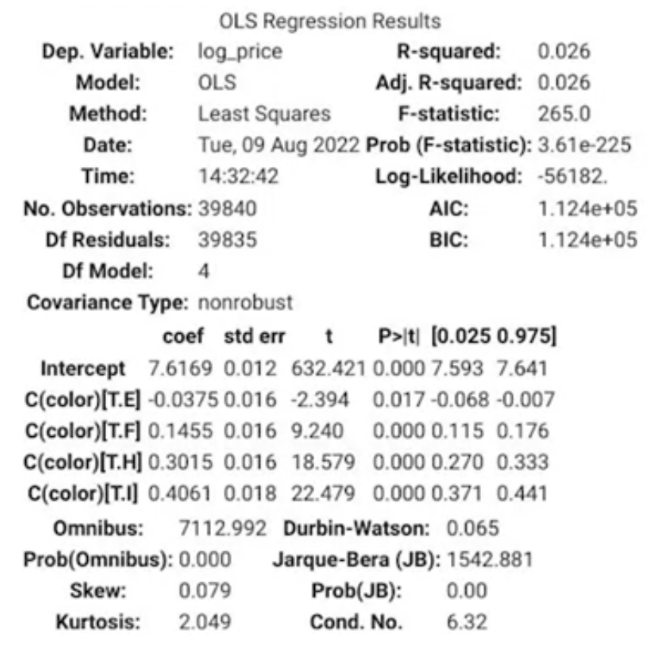 OLS Regression Results
Dep. Variable: log_price R-squared: 0.026
Model: OLS Adj. R-squared: 0.026
Method: Least Squares F-statistic: 265.0
Date: Tue, 09 Aug 2022 Prob (F-statistic): 3.61e-225
Time: 14:32:42 Log-Likelihood: -56182.
No. Observations: 39840 AIC: 1.124e+05
Df Residuals: 39835 BIC: 1.124e+05
Df Model: 4
Covariance Type: nonrobust
coef std err t P>|t| [0.025 0.975]
Intercept 7.6169 0.012 632.421 0.000 7.593 7.641
C(color)[T.E] -0.0375 0.016 -2.394 0.017 -0.068 -0.007
C(color)[T.F] 0.1455 0.016 9.240 0.000 0.115 0.176
C(color)[T.H] 0.3015 0.016 18.579 0.000 0.270 0.333
C(color)[T.I] 0.4061 0.018 22.479 0.000 0.371 0.441
Omnibus: 7112.992 Durbin-Watson: 0.065
Prob(Omnibus): 0.000 Jarque-Bera (JB): 1542.881
Skew: 0.079 Prob(JB): 0.00
Kurtosis: 2.049 Cond. No. 6.32